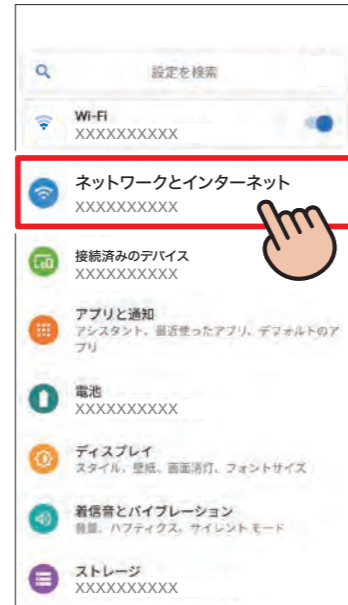 設定を検索
Wi-Fi
XXXXXXXXXX
ネットワークとインターネット
XXXXXXXXXX
接続済みのデバイス
XXXXXXXXXX
アプリと通知
アシスタント、最近使ったアプリ、デフォルトのア
プリ
電池
XXXXXXXXXX
ディスプレイ
スタイル、壁紙、画面消灯、フォントサイズ
着信音とバイブレーション
音量、ハプティクス、サイレント モード
ストレージ
XXXXXXXXXX